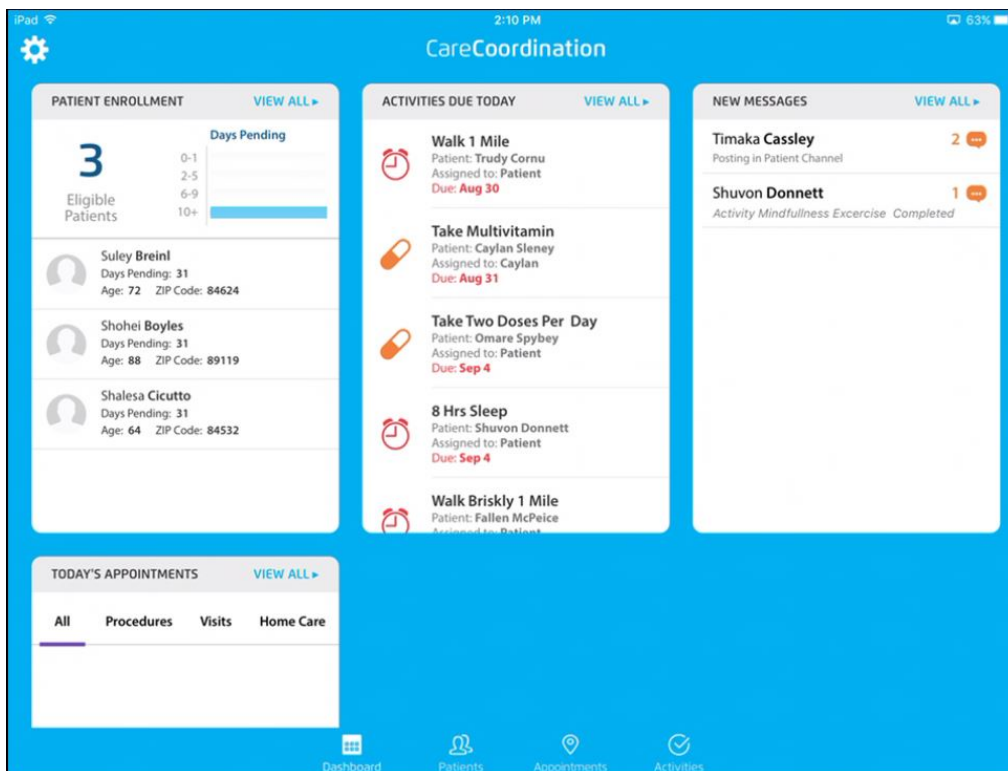 iPad 2:10 PM 63%
CareCoordination
PATIENT ENROLLMENT VIEW ALL ▸
3
Eligible
Patients
Days Pending
0-1
2-5
6-9
10+
Suley Breinl
Days Pending: 31
Age: 72 ZIP Code: 84624
Shohei Boyles
Days Pending: 31
Age: 88 ZIP Code: 89119
Shalesa Cicutto
Days Pending: 31
Age: 64 ZIP Code: 84532
ACTIVITIES DUE TODAY VIEW ALL ▸
Walk 1 Mile
Patient: Trudy Cornu
Assigned to: Patient
Due: Aug 30
Take Multivitamin
Patient: Caylan Sleney
Assigned to: Caylan
Due: Aug 31
Take Two Doses Per Day
Patient: Omare Spybey
Assigned to: Patient
Due: Sep 4
8 Hrs Sleep
Patient: Shuvon Donnett
Assigned to: Patient
Due: Sep 4
Walk Briskly 1 Mile
Patient: Fallen McPeice
Assigned to: Patient
NEW MESSAGES VIEW ALL ▸
Timaka Cassley 2
Posting in Patient Channel
Shuvon Donnett 1
Activity Mindfullness Excercise Completed
TODAY'S APPOINTMENTS VIEW ALL ▸
All Procedures Visits Home Care
Dashboard Patients Appointments Activities